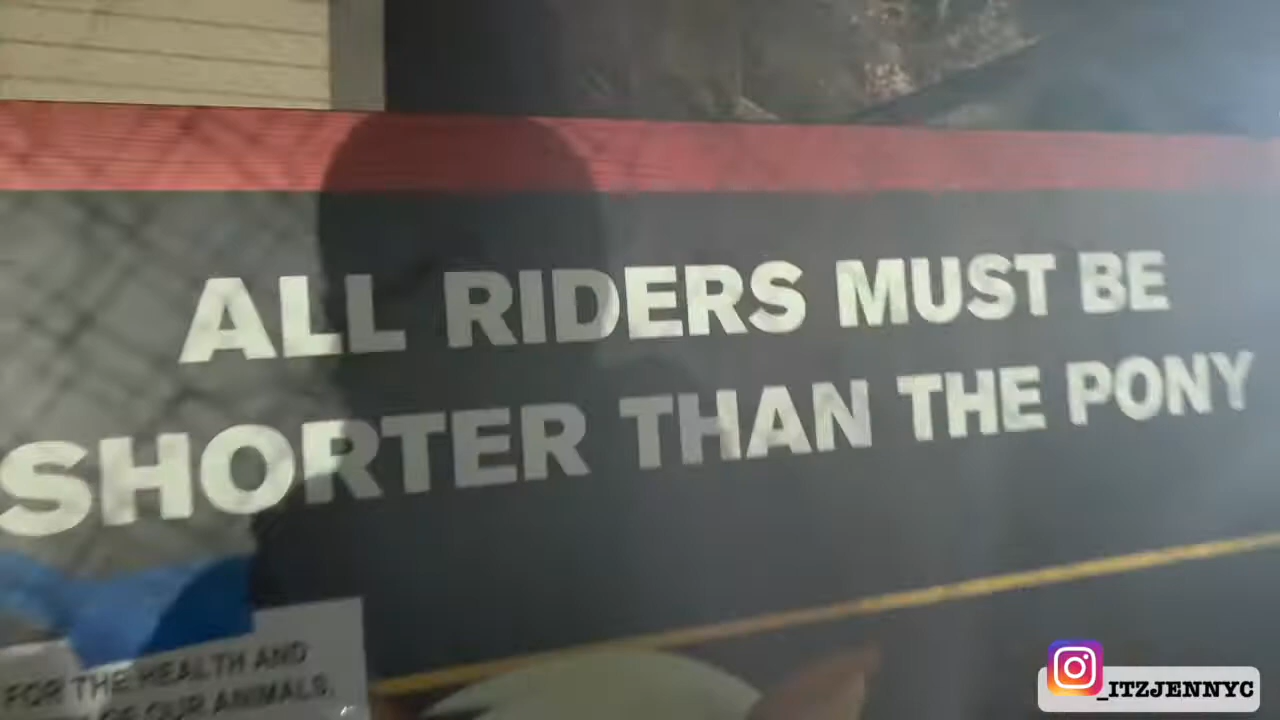 ALL RIDERS MUST BE
SHORTER THAN THE PONY
FOR THE HEALTH AND
OF OUR ANIMALS.
_ITZJENNYC